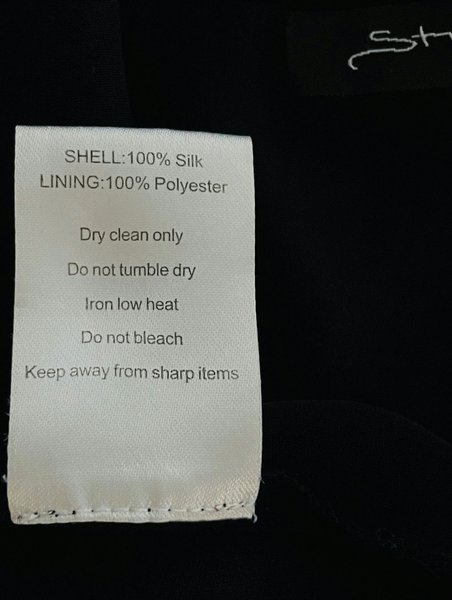 SHELL:100% Silk
LINING:100% Polyester
Dry clean only
Do not tumble dry
Iron low heat
Do not bleach
Keep away from sharp items